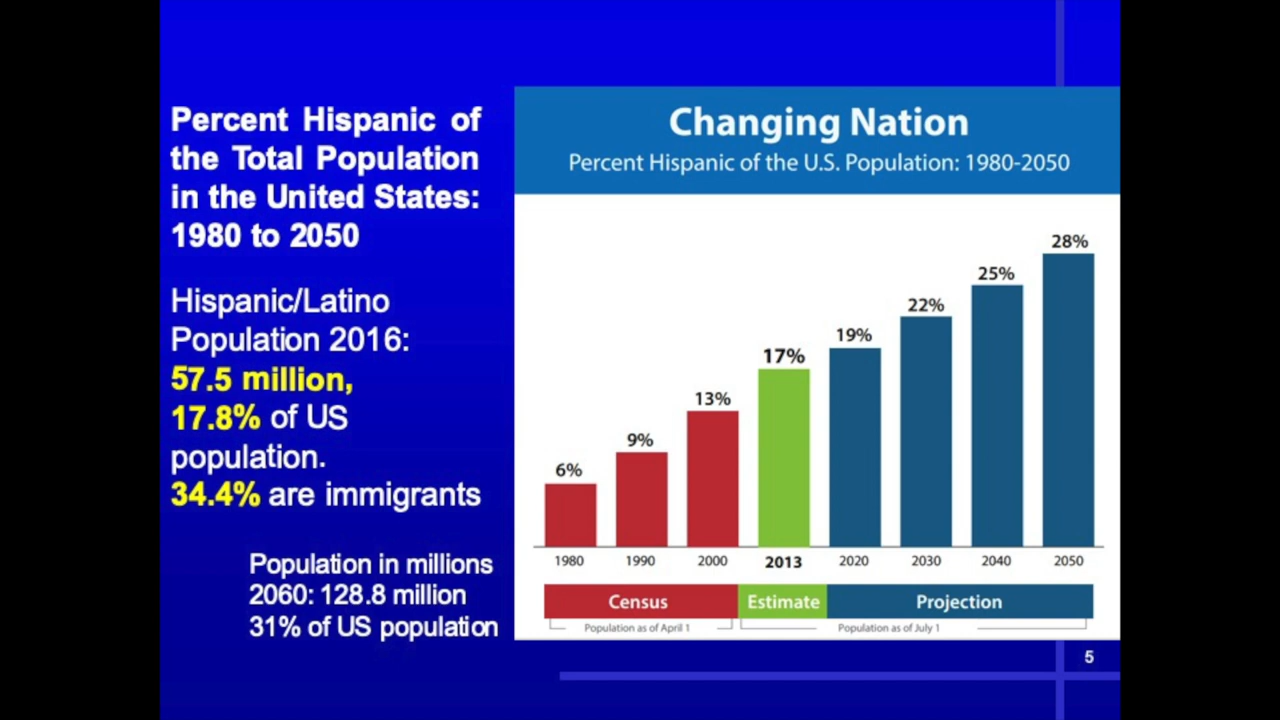 Percent Hispanic of
the Total Population
in the United States:
1980 to 2050
Hispanic/Latino
Population 2016:
57.5 million,
17.8% of US
population.
34.4% are immigrants
Population in millions
2060: 128.8 million
31% of US population
Changing Nation
Percent Hispanic of the U.S. Population: 1980-2050
6%
9%
13%
17%
19%
22%
25%
28%
1980 1990 2000 2013 2020 2030 2040 2050
Census Estimate Projection
Population as of April 1 Population as of July 1
5